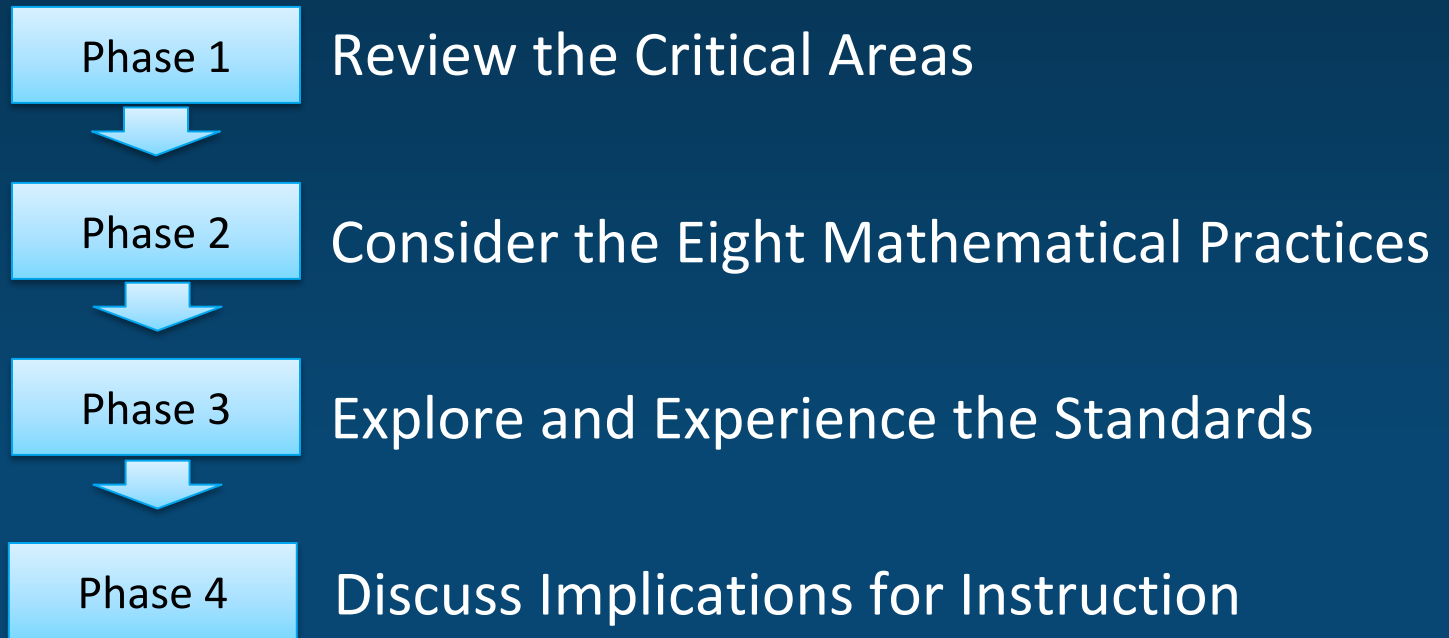 Phase 1 Review the Critical Areas
Phase 2 Consider the Eight Mathematical Practices
Phase 3 Explore and Experience the Standards
Phase 4 Discuss Implications for Instruction